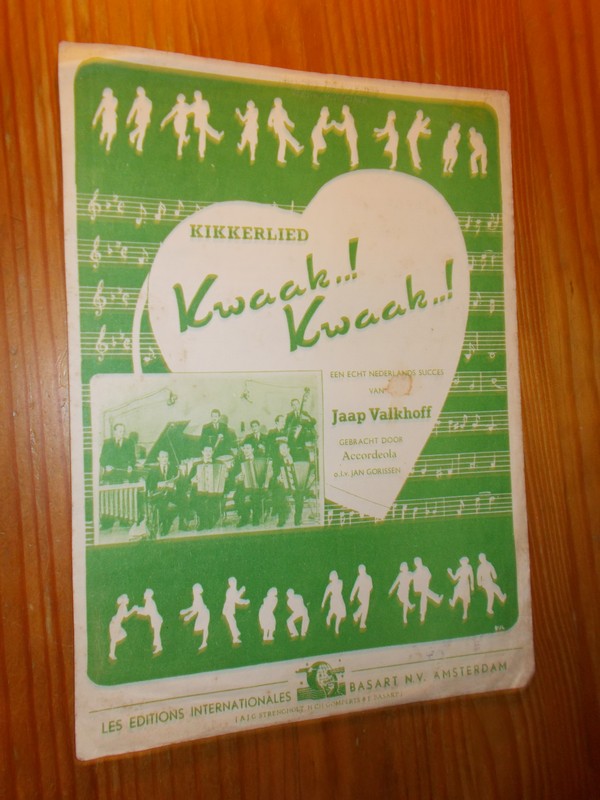 KIKKERLIED
Kwaak..!
Kwaak..!
EEN ECHT NEDERLANDS SUCCES
VAN
Jaap Valkhoff
GEBRACHT DOOR
Accordeola
o.l.v. JAN GORISSEN
LES EDITIONS INTERNATIONALES BASART N.V. AMSTERDAM